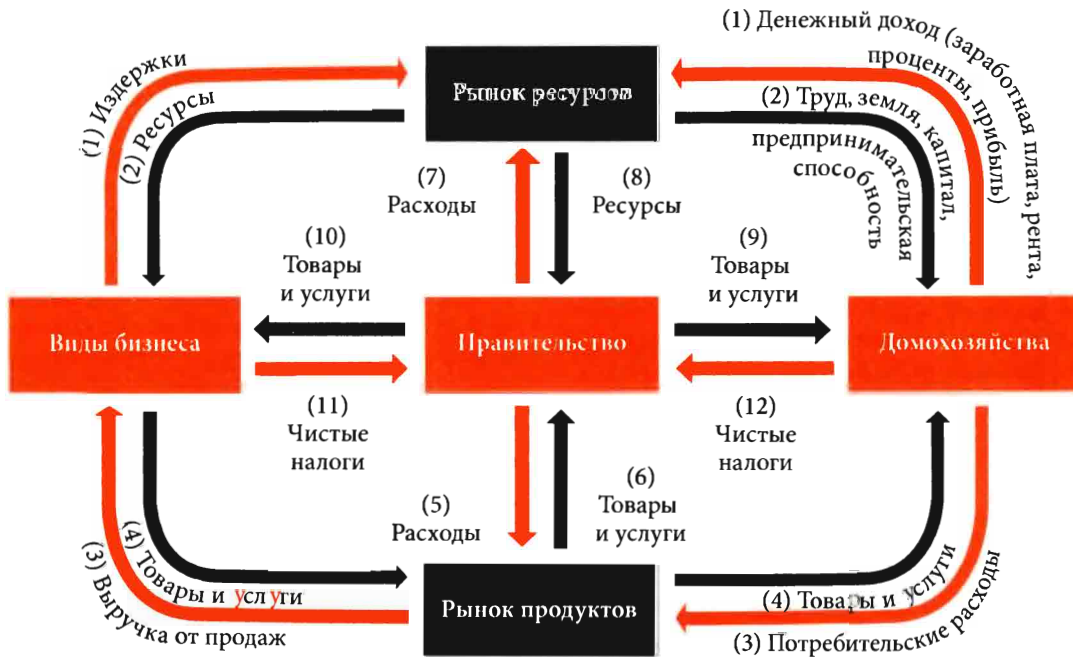 (1) Денежный доход (заработная плата, рента,
проценты, прибыль)
(1) Издержки
(2) Ресурсы
Рынок ресурсов
(2) Труд, земля, капитал,
предпринимательская
способность
(7)
Расходы
(8)
Ресурсы
(10)
Товары
и услуги
(9)
Товары
и услуги
Виды бизнеса
Правительство
Домохозяйства
(11)
Чистые
налоги
(12)
Чистые
налоги
(5)
Расходы
(6)
Товары
и услуги
(4) Товары и услуги
(3) Выручка от продаж
Рынок продуктов
(4) Товары и услуги
(3) Потребительские расходы